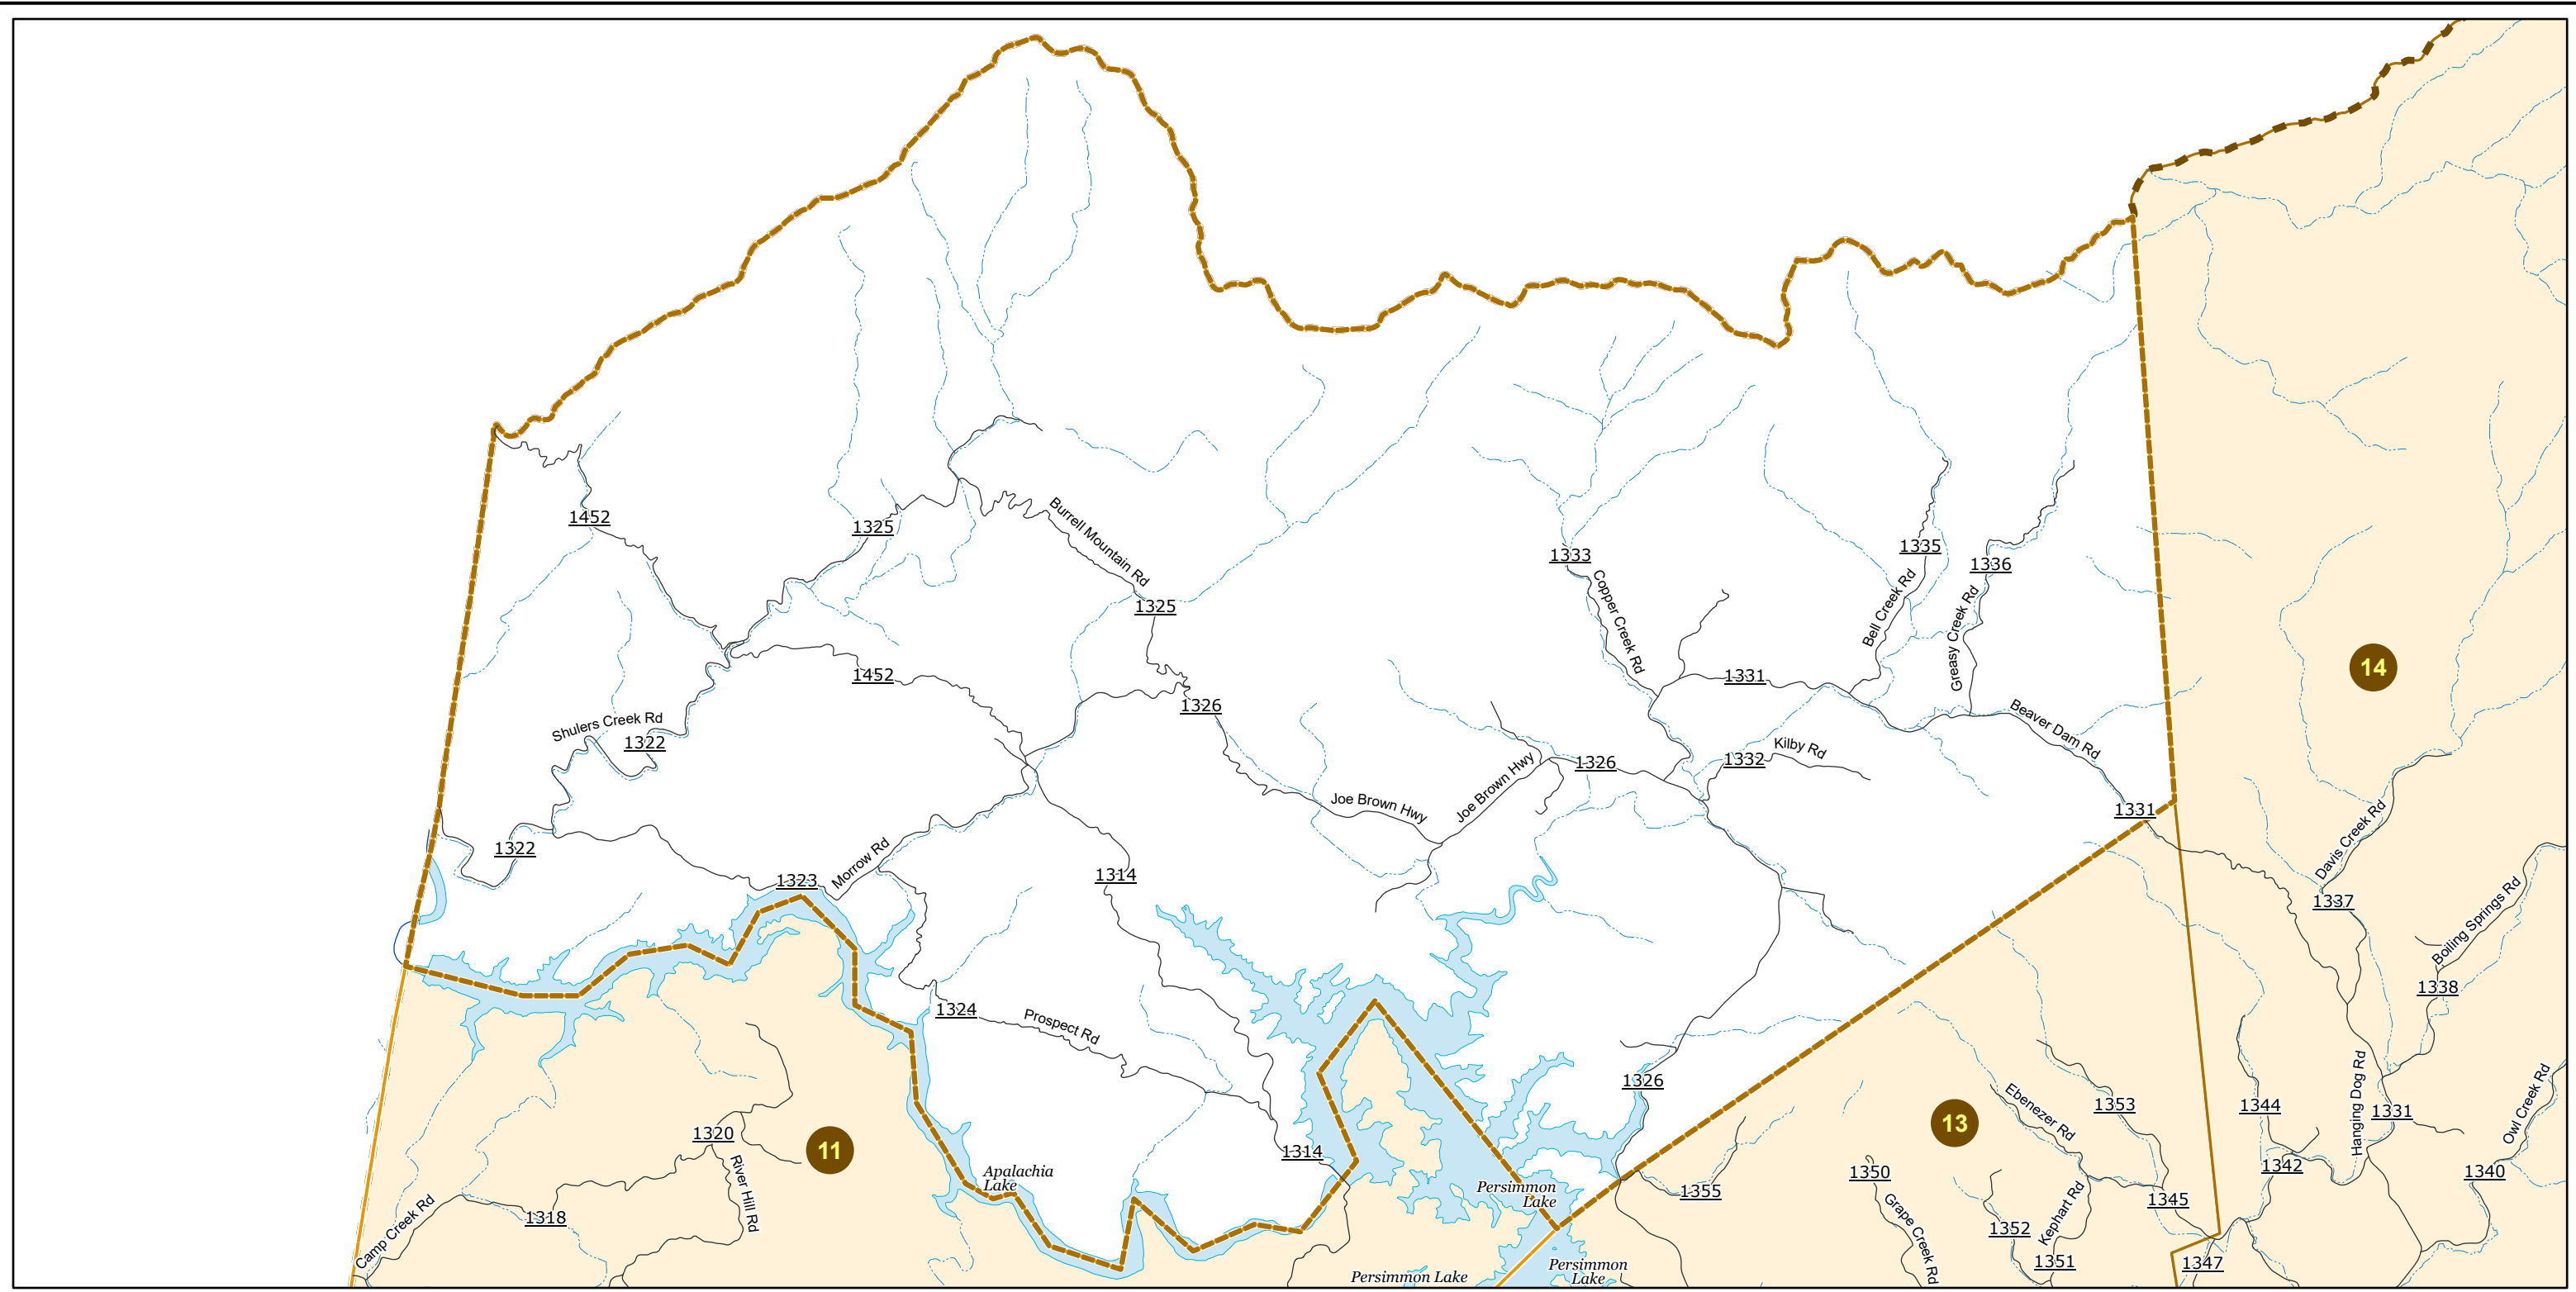 1452
1325
Burrell Mountain Rd
1325
1333
Copper Creek Rd
1335
Bell Creek Rd
1336
Greasy Creek Rd
14
1452
1331
1326
Shulers Creek Rd
1322
Beaver Dam Rd
1326
1332
Kilby Rd
Joe Brown Hwy
Joe Brown Hwy
1331
Davis Creek Rd
1322
1323
Morrow Rd
1314
1337
Boiling Springs Rd
1338
1324
Prospect Rd
1326
Ebenezer Rd
1353
13
1344
Hanging Dog Rd
1331
Owl Creek Rd
1320
11
River Hill Rd
1314
Apalachia
Lake
Persimmon
Lake
1355
1350
Grape Creek Rd
1342
1340
1345
Kephart Rd
1352
1318
Camp Creek Rd
1351
1347
Persimmon Lake
Persimmon
Lake